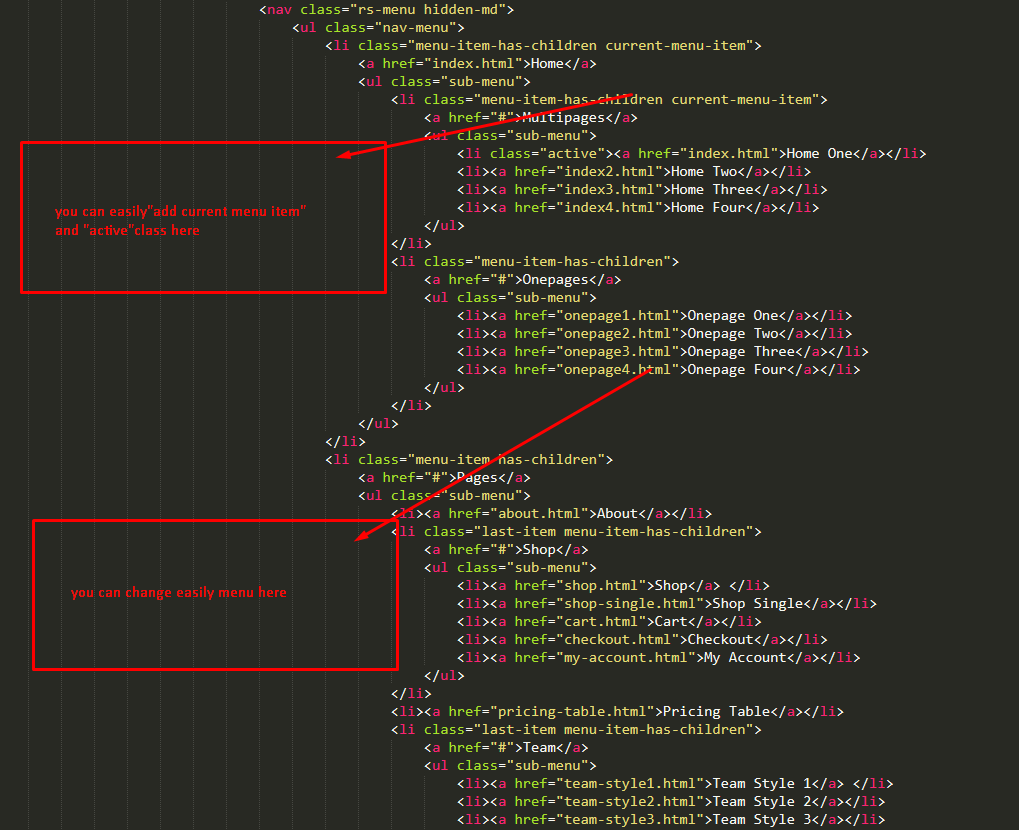 <nav class="rs-menu hidden-md">
<ul class="nav-menu">
<li class="menu-item-has-children current-menu-item">
<a href="index.html">Home</a>
<ul class="sub-menu">
<li class="menu-item-has-children current-menu-item">
<a href="#">Multipages</a>
<ul class="sub-menu">
<li class="active"><a href="index.html">Home One</a></li>
<li><a href="index2.html">Home Two</a></li>
<li><a href="index3.html">Home Three</a></li>
<li><a href="index4.html">Home Four</a></li>
</ul>
</li>
you can easily"add current menu item"
and "active"class here
<li class="menu-item-has-children">
<a href="#">Onepages</a>
<ul class="sub-menu">
<li><a href="onepage1.html">Onepage One</a></li>
<li><a href="onepage2.html">Onepage Two</a></li>
<li><a href="onepage3.html">Onepage Three</a></li>
<li><a href="onepage4.html">Onepage Four</a></li>
</ul>
</li>
</ul>
</li>
<li class="menu-item-has-children">
<a href="#">Pages</a>
<ul class="sub-menu">
<li><a href="about.html">About</a></li>
<li class="last-item menu-item-has-children">
<a href="#">Shop</a>
<ul class="sub-menu">
<li><a href="shop.html">Shop</a> </li>
<li><a href="shop-single.html">Shop Single</a></li>
<li><a href="cart.html">Cart</a></li>
<li><a href="checkout.html">Checkout</a></li>
<li><a href="my-account.html">My Account</a></li>
</ul>
</li>
you can change easily menu here
<li><a href="pricing-table.html">Pricing Table</a></li>
<li class="last-item menu-item-has-children">
<a href="#">Team</a>
<ul class="sub-menu">
<li><a href="team-style1.html">Team Style 1</a> </li>
<li><a href="team-style2.html">Team Style 2</a></li>
<li><a href="team-style3.html">Team Style 3</a></li>